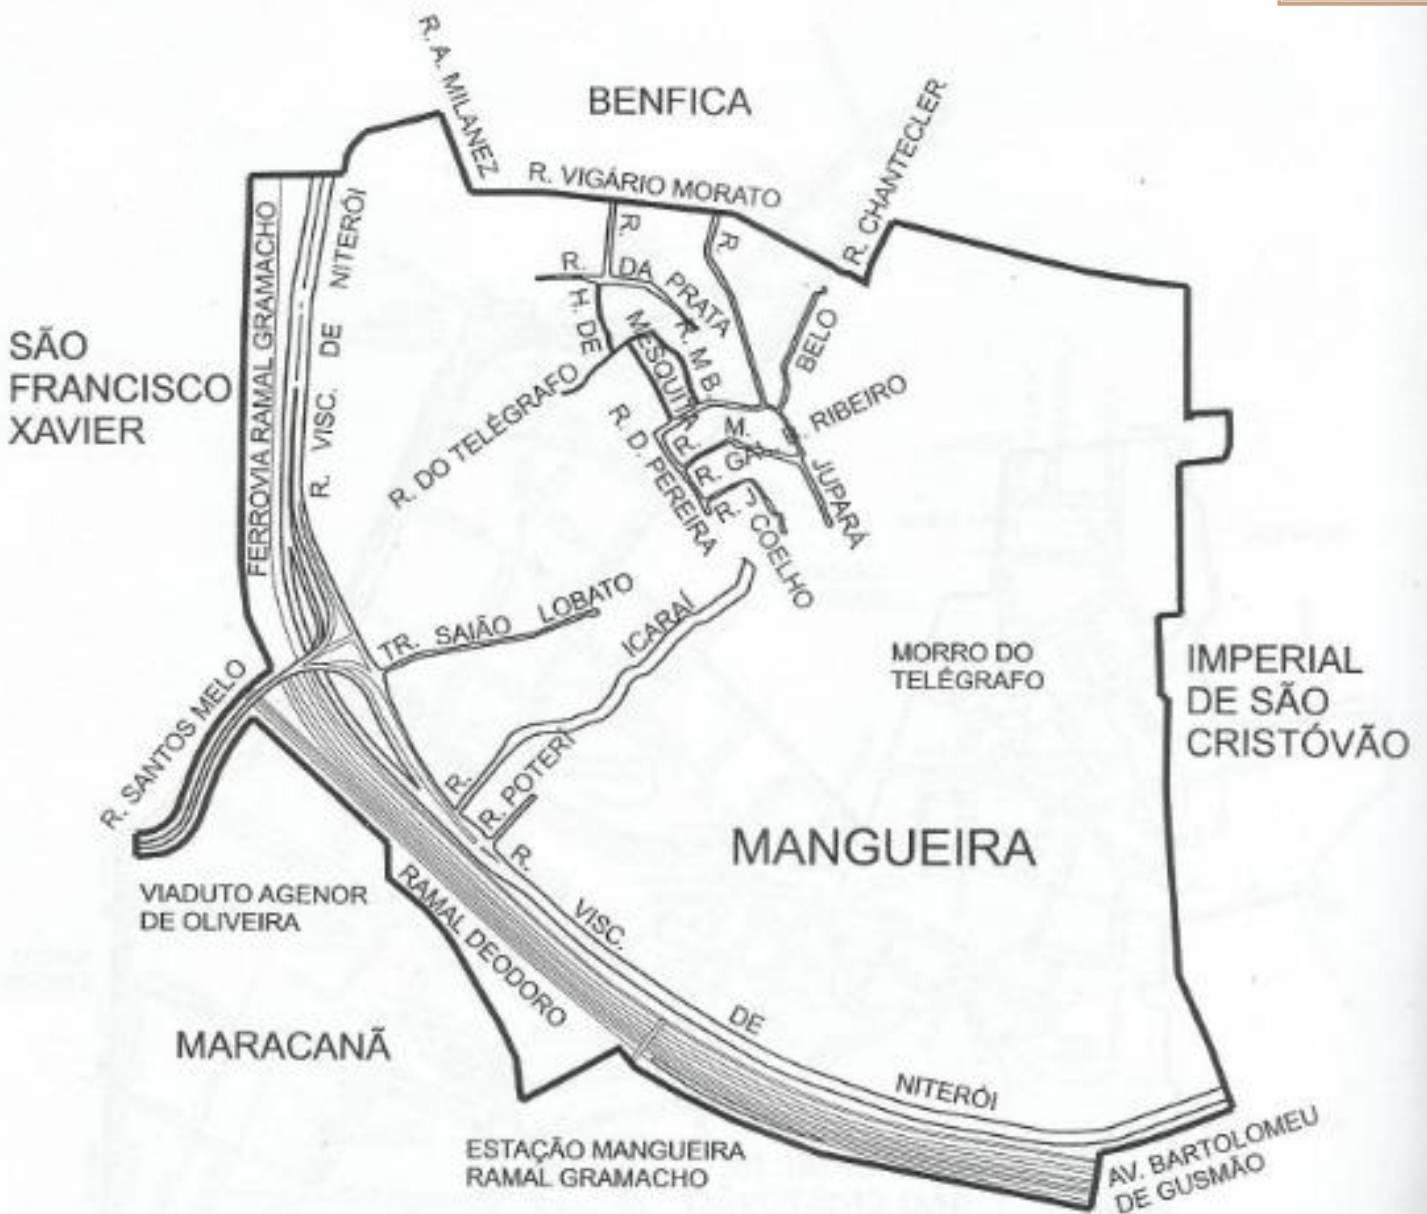 R. A. MILANEZ
BENFICA
R. CHANTECLER
R. VIGÁRIO MORATO
FERROVIA RAMAL GRAMACHO
R. VISC. DE NITERÓI
R.
R.
R. DA PRATA
H. DE MESQUITA
R. M B
BELO
RIBEIRO
SÃO
FRANCISCO
XAVIER
R. DO TELÉGRAFO
R. D. PEREIRA
R.
M.
R. GA
JUPARÁ
R. J COELHO
TR. SAIÃO LOBATO
R. ICARAÍ
MORRO DO
TELÉGRAFO
IMPERIAL
DE SÃO
CRISTÓVÃO
R. SANTOS MELO
R. POTERI
MANGUEIRA
VIADUTO AGENOR
DE OLIVEIRA
RAMAL DEODORO
R. VISC. DE NITERÓI
MARACANÃ
ESTAÇÃO MANGUEIRA
RAMAL GRAMACHO
AV. BARTOLOMEU
DE GUSMÃO